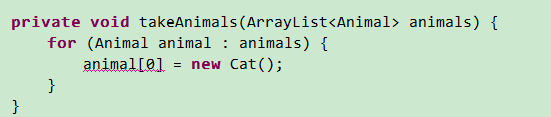 private void takeAnimals(ArrayList<Animal> animals) {
    for (Animal animal : animals) {
        animal[0] = new Cat();
    }
}